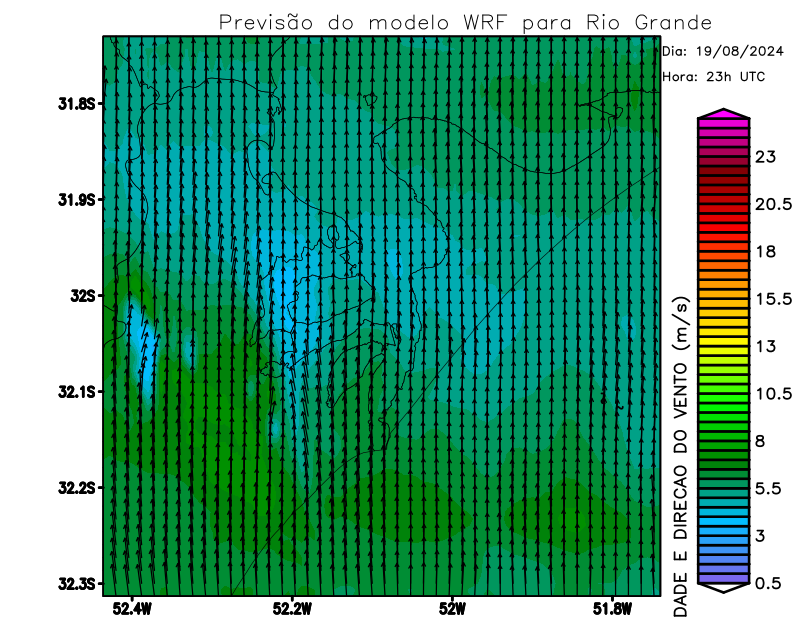 Previsão do modelo WRF para Rio Grande
Dia: 19/08/2024
Hora: 23h UTC
31.8S
31.9S
32S
32.1S
32.2S
32.3S
52.4W
52.2W
52W
51.8W
23
20.5
18
15.5
13
10.5
8
5.5
3
0.5
DADE E DIRECAO DO VENTO (m/s)